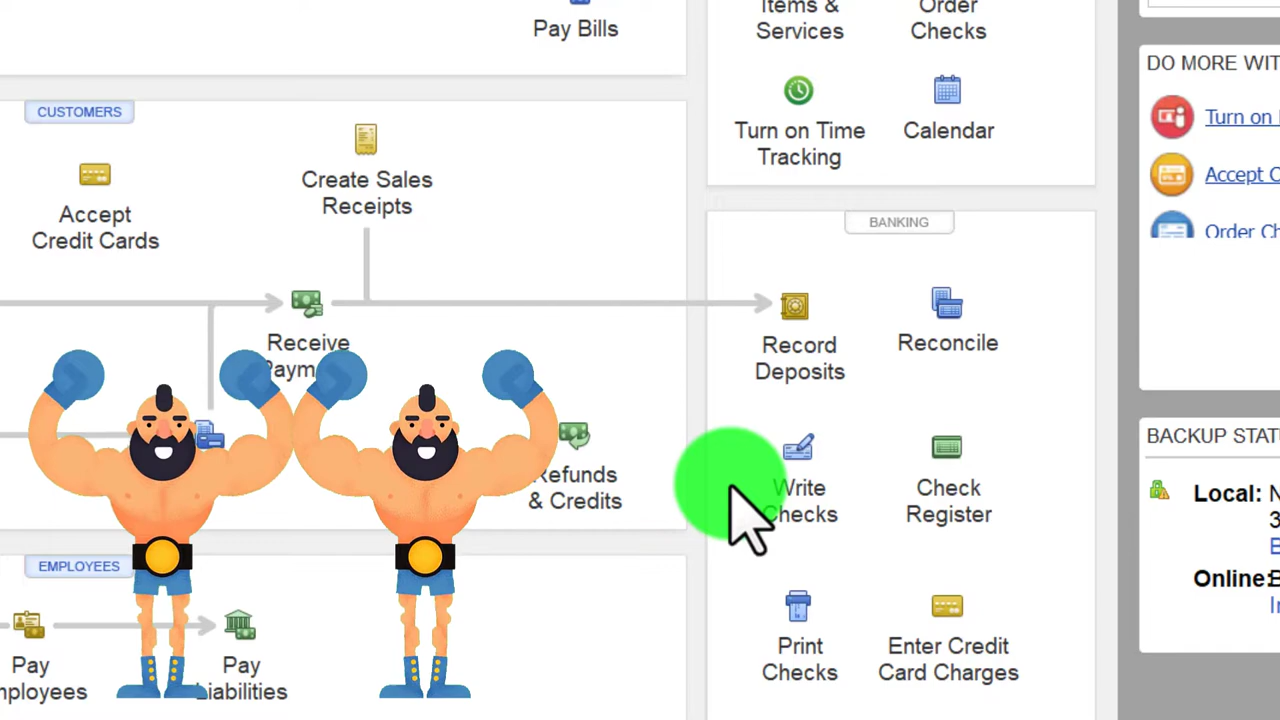 Pay Bills
Items &
Services
Order
Checks
Turn on Time
Tracking
Calendar
CUSTOMERS
Create Sales
Receipts
Accept
Credit Cards
Receive
Refunds
& Credits
BANKING
Record
Deposits
Reconcile
Write
Checks
Check
Register
Print
Checks
Enter Credit
Card Charges
EMPLOYEES
Pay
Pay
Liabilities
DO MORE WIT
Turn on
Accept C
Order Ch
BACKUP STAT
Local: N
3
B
Online: